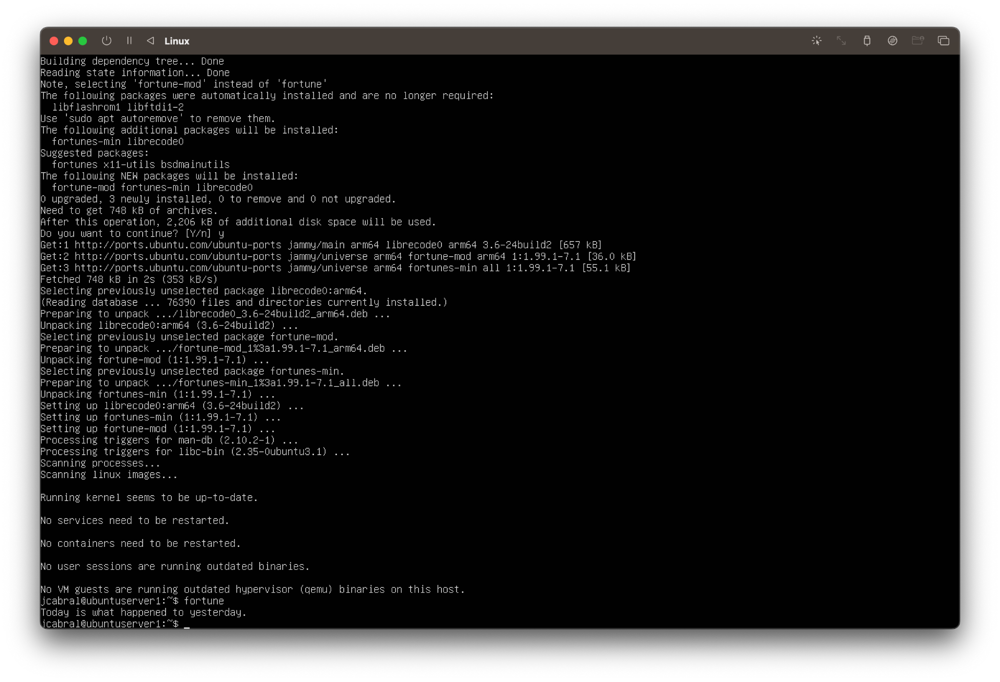 Linux
Building dependency tree... Done
Reading state information... Done
Note, selecting 'fortune-mod' instead of 'fortune'
The following packages were automatically installed and are no longer required:
  libflashrom1 libftdi1-2
Use 'sudo apt autoremove' to remove them.
The following additional packages will be installed:
  fortunes-min librecode0
Suggested packages:
  fortunes x11-utils bsdmainutils
The following NEW packages will be installed:
  fortune-mod fortunes-min librecode0
0 upgraded, 3 newly installed, 0 to remove and 0 not upgraded.
Need to get 748 kB of archives.
After this operation, 2,206 kB of additional disk space will be used.
Do you want to continue? [Y/n] y
Get:1 http://ports.ubuntu.com/ubuntu-ports jammy/main arm64 librecode0 arm64 3.6-24build2 [657 kB]
Get:2 http://ports.ubuntu.com/ubuntu-ports jammy/universe arm64 fortune-mod arm64 1:1.99.1-7.1 [36.0 kB]
Get:3 http://ports.ubuntu.com/ubuntu-ports jammy/universe arm64 fortunes-min all 1:1.99.1-7.1 [55.1 kB]
Fetched 748 kB in 2s (353 kB/s)
Selecting previously unselected package librecode0:arm64.
(Reading database ... 76390 files and directories currently installed.)
Preparing to unpack .../librecode0_3.6-24build2_arm64.deb ...
Unpacking librecode0:arm64 (3.6-24build2) ...
Selecting previously unselected package fortune-mod.
Preparing to unpack .../fortune-mod_1%3a1.99.1-7.1_arm64.deb ...
Unpacking fortune-mod (1:1.99.1-7.1) ...
Selecting previously unselected package fortunes-min.
Preparing to unpack .../fortunes-min_1%3a1.99.1-7.1_all.deb ...
Unpacking fortunes-min (1:1.99.1-7.1) ...
Setting up librecode0:arm64 (3.6-24build2) ...
Setting up fortunes-min (1:1.99.1-7.1) ...
Setting up fortune-mod (1:1.99.1-7.1) ...
Processing triggers for man-db (2.10.2-1) ...
Processing triggers for libc-bin (2.35-0ubuntu3.1) ...
Scanning processes...
Scanning linux images...

Running kernel seems to be up-to-date.

No services need to be restarted.

No containers need to be restarted.

No user sessions are running outdated binaries.

No VM guests are running outdated hypervisor (qemu) binaries on this host.
jcabral@ubuntuserver1:~$ fortune
Today is what happened to yesterday.
jcabral@ubuntuserver1:~$ _